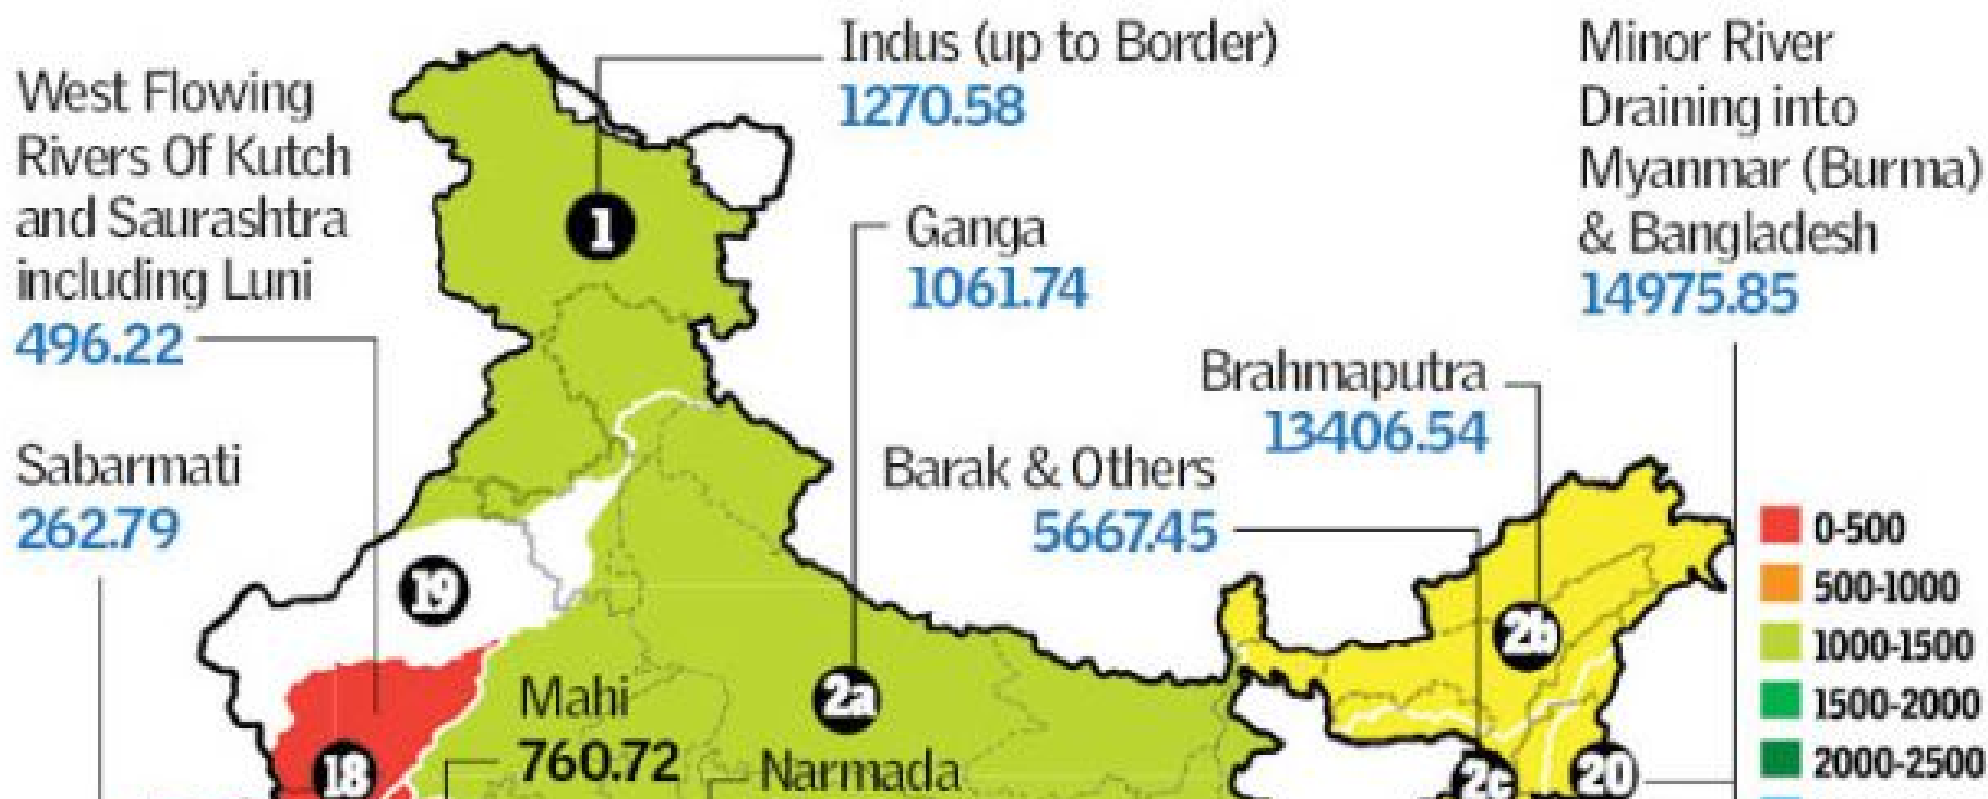 Indus (up to Border)
1270.58
Minor River
Draining into
Myanmar (Burma)
& Bangladesh
14975.85
West Flowing
Rivers Of Kutch
and Saurashtra
including Luni
496.22
1
Ganga
1061.74
Brahmaputra
13406.54
Barak & Others
5667.45
Sabarmati
262.79
0-500
500-1000
1000-1500
1500-2000
2000-2500
19
2b
2a
Mahi
760.72
Narmada
18
2c
20